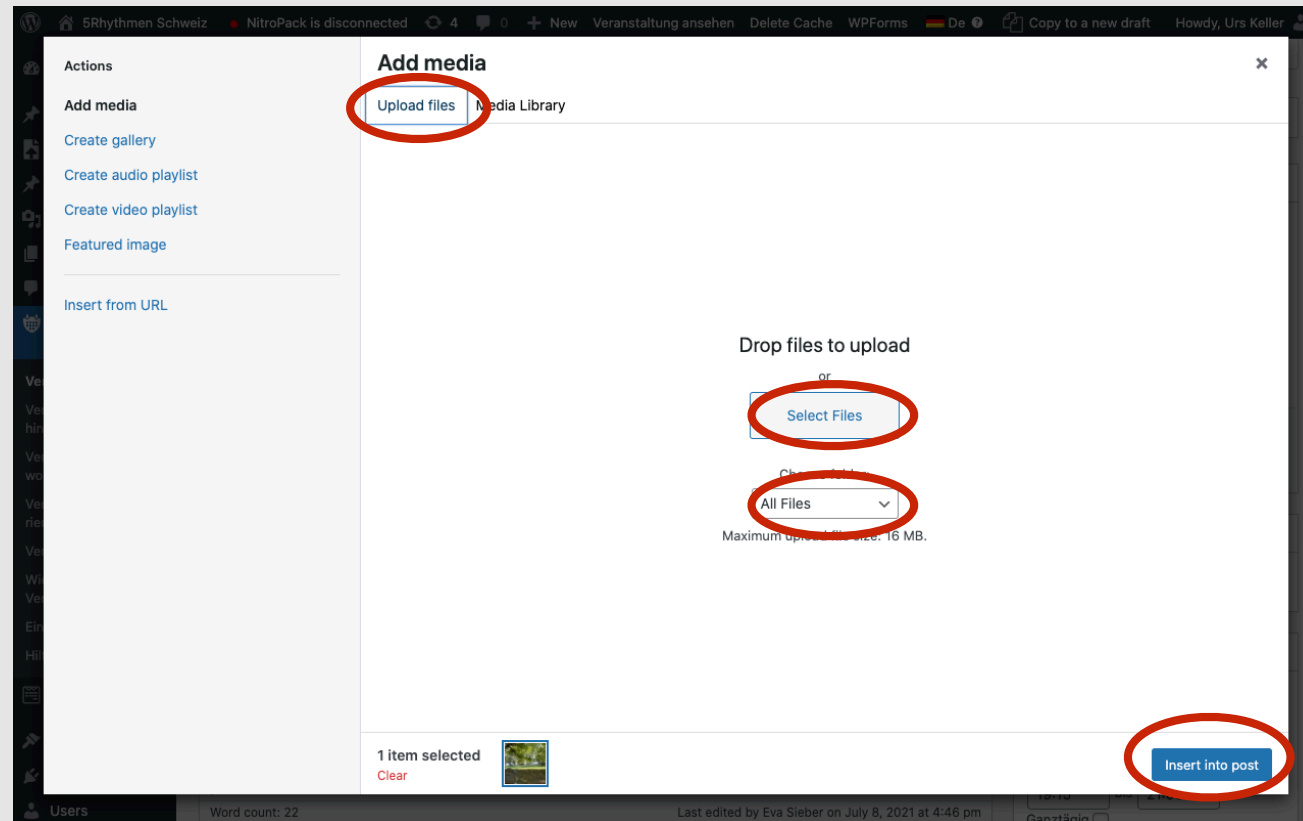 5Rhythmen Schweiz NitroPack is disconnected 4 0 New Veranstaltung ansehen Delete Cache WPForms De Copy to a new draft Howdy, Urs Keller
Actions
Add media
Create gallery
Create audio playlist
Create video playlist
Featured image
Insert from URL
Add media
Upload files Media Library
Drop files to upload
or
Select Files
All Files
Maximum upload file size: 16 MB.
1 item selected
Clear
Insert into post
Users
Word count: 22
Last edited by Eva Sieber on July 8, 2021 at 4:46 pm
Ganztägig